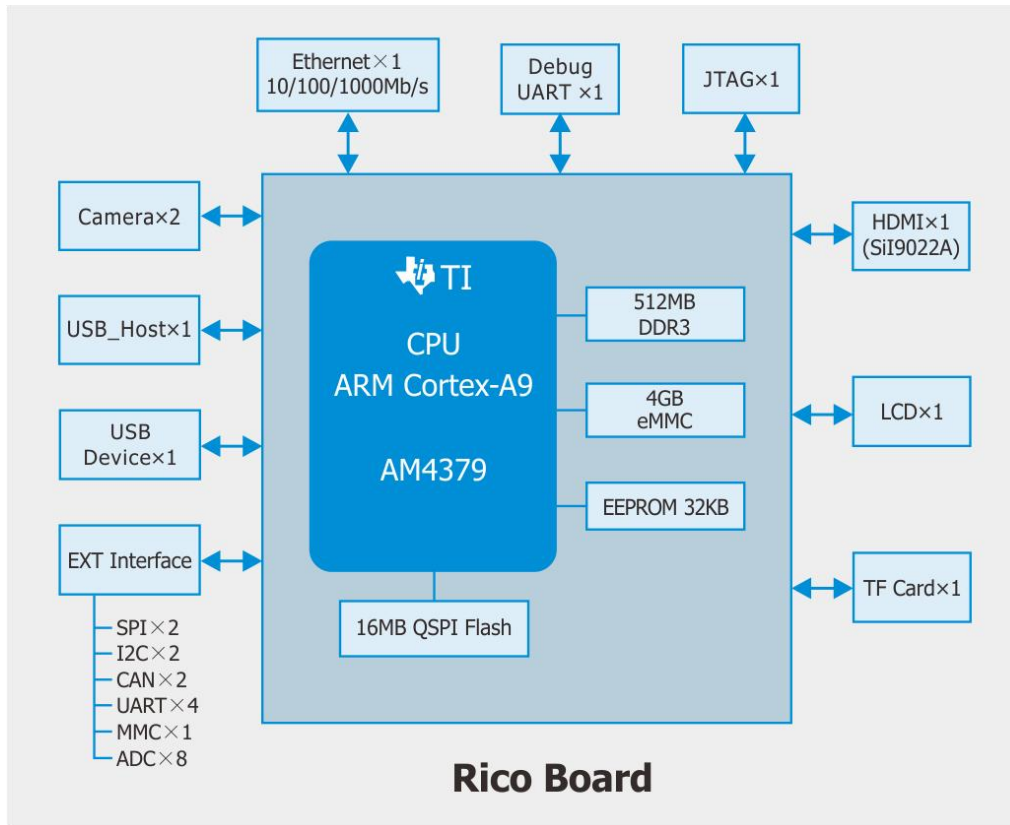 Ethernet×1
10/100/1000Mb/s
Debug
UART ×1
JTAG×1
Camera×2
USB_Host×1
USB
Device×1
EXT Interface
SPI×2
I2C×2
CAN×2
UART×4
MMC×1
ADC×8
TI
CPU
ARM Cortex-A9
AM4379
512MB
DDR3
4GB
eMMC
EEPROM 32KB
16MB QSPI Flash
HDMI×1
(SiI9022A)
LCD×1
TF Card×1
Rico Board